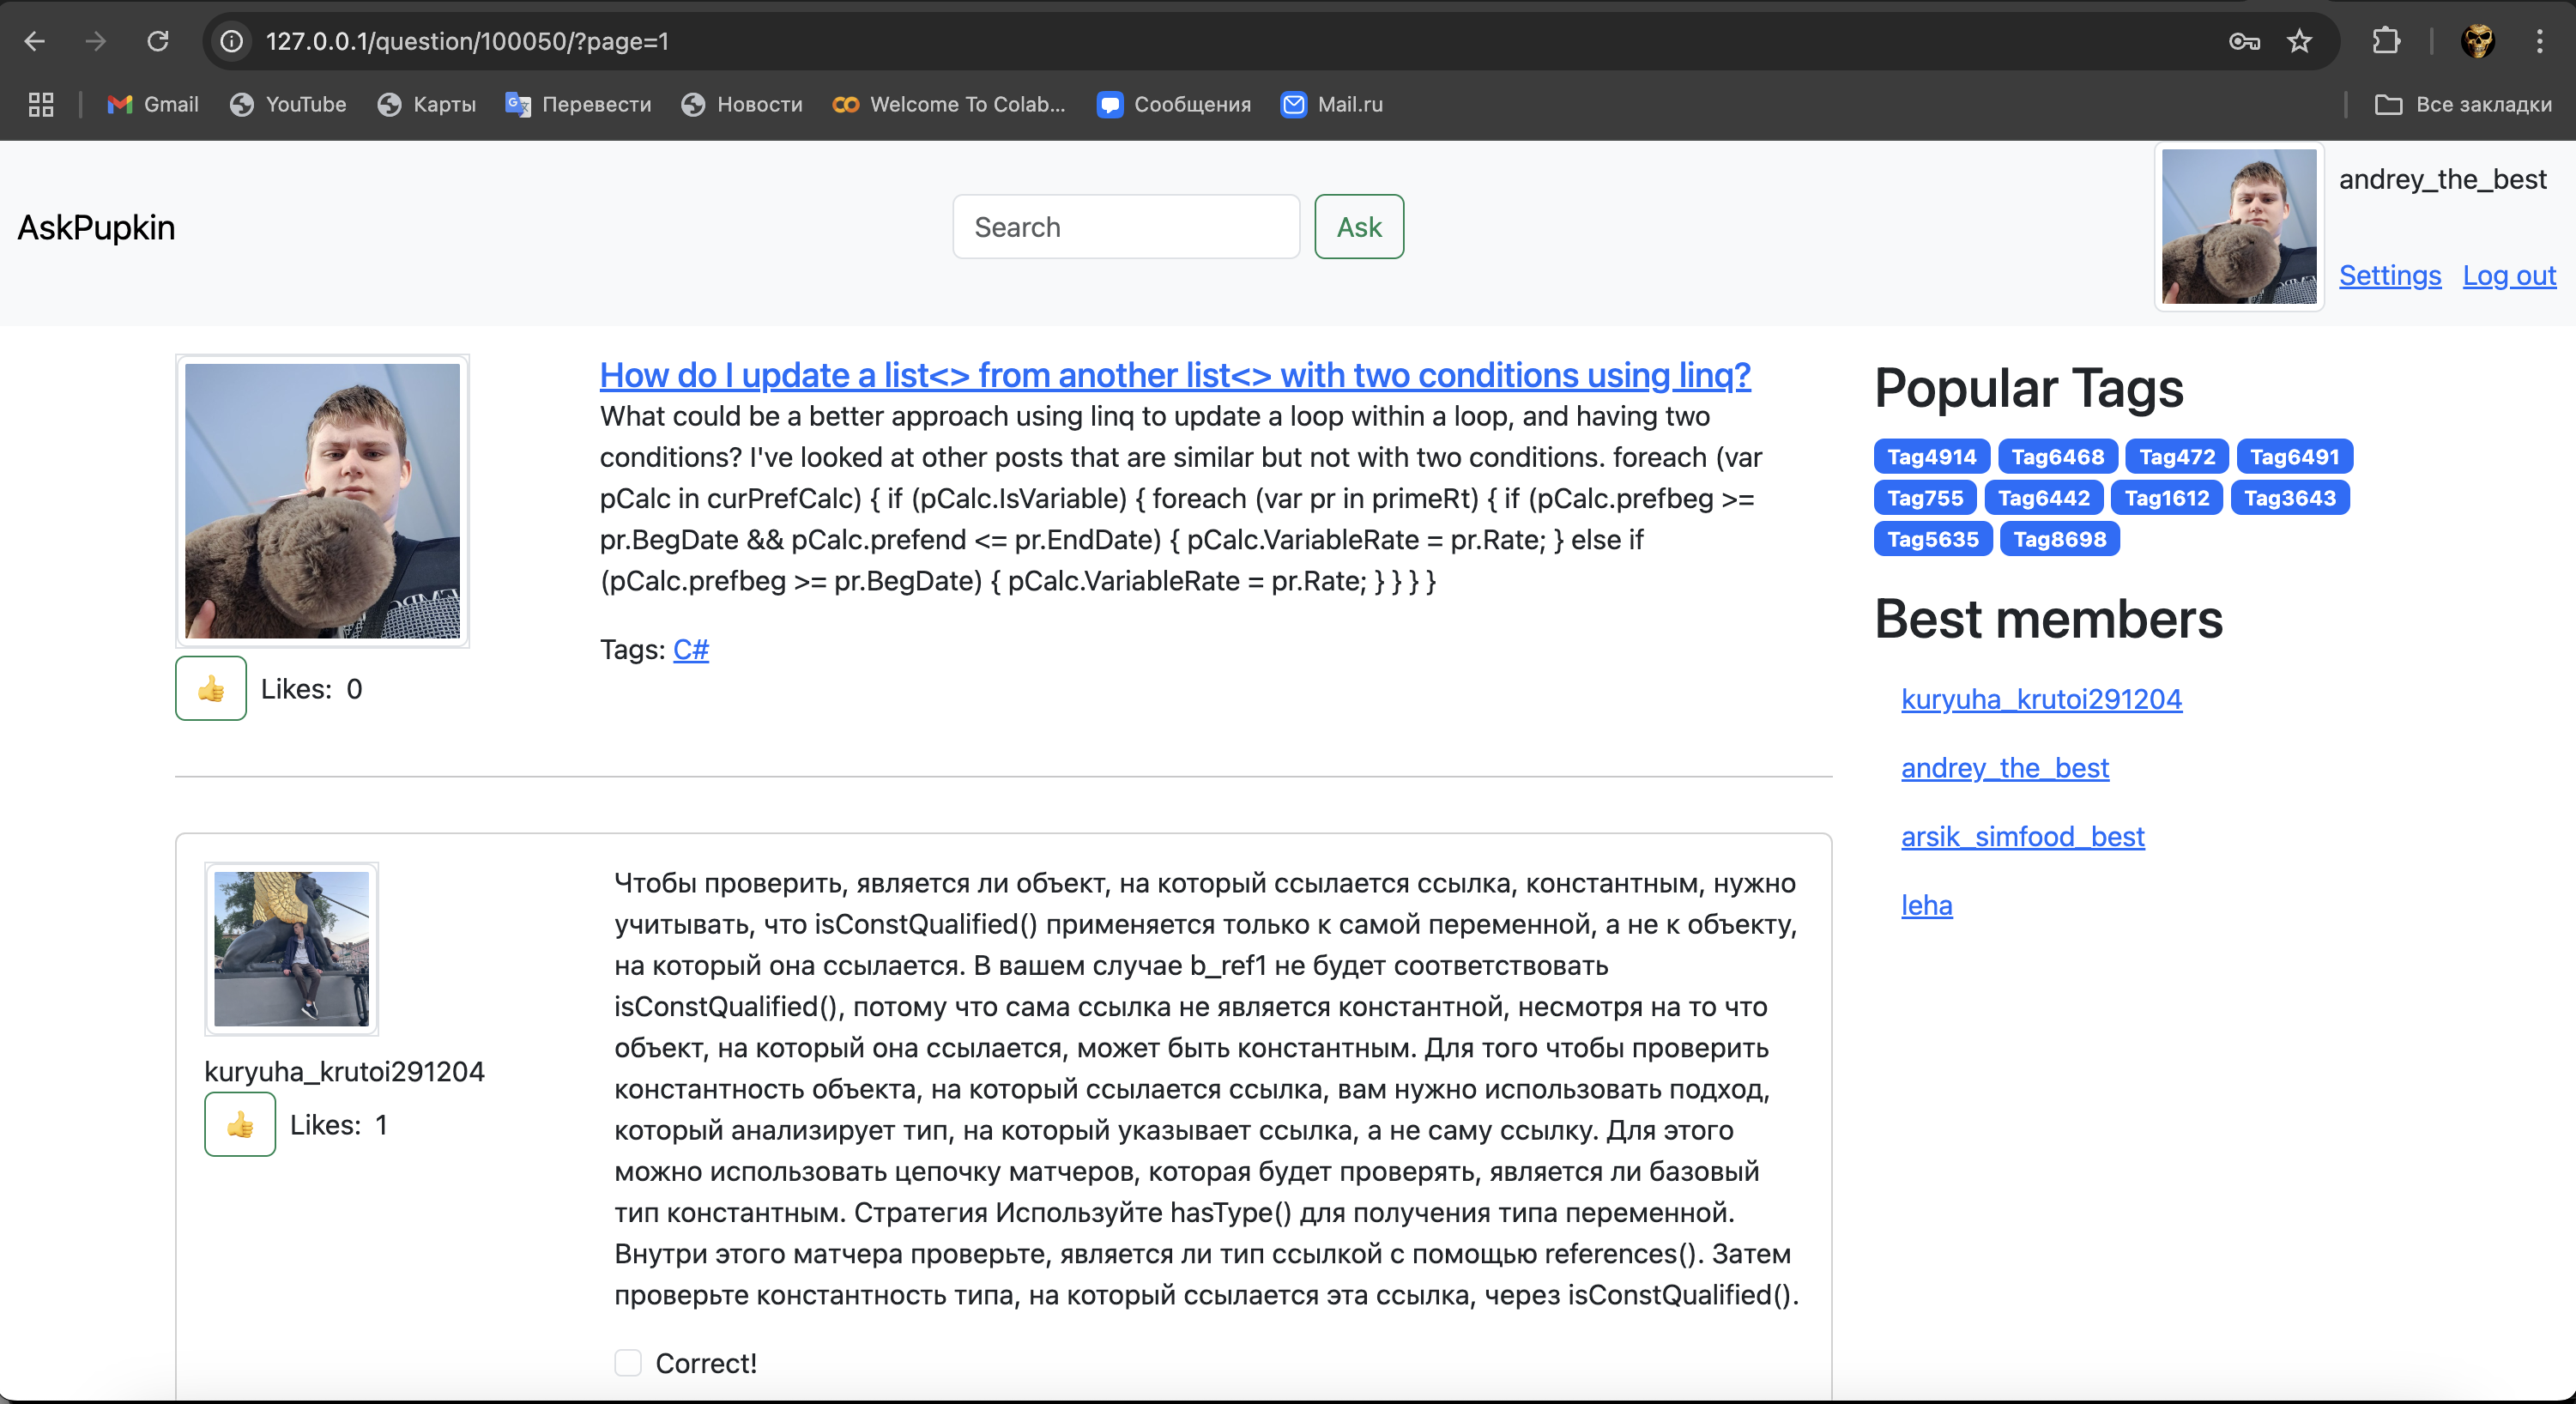 127.0.0.1/question/100050/?page=1
Gmail
YouTube
Карты
Перевести
Новости
Welcome To Colab...
Сообщения
Mail.ru
Все закладки
AskPupkin
Search
Ask
andrey_the_best
Settings
Log out
How do I update a list<> from another list<> with two conditions using linq?
What could be a better approach using linq to update a loop within a loop, and having two
conditions? I've looked at other posts that are similar but not with two conditions. foreach (var
pCalc in curPrefCalc) { if (pCalc.IsVariable) { foreach (var pr in primeRt) { if (pCalc.prefbeg >=
pr.BegDate && pCalc.prefend <= pr.EndDate) { pCalc.VariableRate = pr.Rate; } else if
(pCalc.prefbeg >= pr.BegDate) { pCalc.VariableRate = pr.Rate; } } } }
Tags: C#
Likes: 0
Чтобы проверить, является ли объект, на который ссылается ссылка, константным, нужно
учитывать, что isConstQualified() применяется только к самой переменной, а не к объекту,
на который она ссылается. В вашем случае b_ref1 не будет соответствовать
isConstQualified(), потому что сама ссылка не является константной, несмотря на то что
объект, на который она ссылается, может быть константным. Для того чтобы проверить
константность объекта, на который ссылается ссылка, вам нужно использовать подход,
который анализирует тип, на который указывает ссылка, а не саму ссылку. Для этого
можно использовать цепочку матчеров, которая будет проверять, является ли базовый
тип константным. Стратегия Используйте hasType() для получения типа переменной.
Внутри этого матчера проверьте, является ли тип ссылкой с помощью references(). Затем
проверьте константность типа, на который ссылается эта ссылка, через isConstQualified().
kuryuha_krutoi291204
Likes: 1
Correct!
Popular Tags
Tag4914 Tag6468 Tag472 Tag6491
Tag755 Tag6442 Tag1612 Tag3643
Tag5635 Tag8698
Best members
kuryuha_krutoi291204
andrey_the_best
arsik_simfood_best
leha